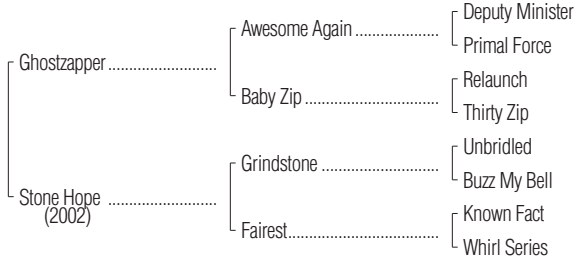 Deputy Minister
Awesome Again ....................
Primal Force
Ghostzapper ..........................
Relaunch
Baby Zip ................................
Thirty Zip
Unbridled
Grindstone ............................
Buzz My Bell
Stone Hope ..........................
(2002)
Known Fact
Fairest....................................
Whirl Series